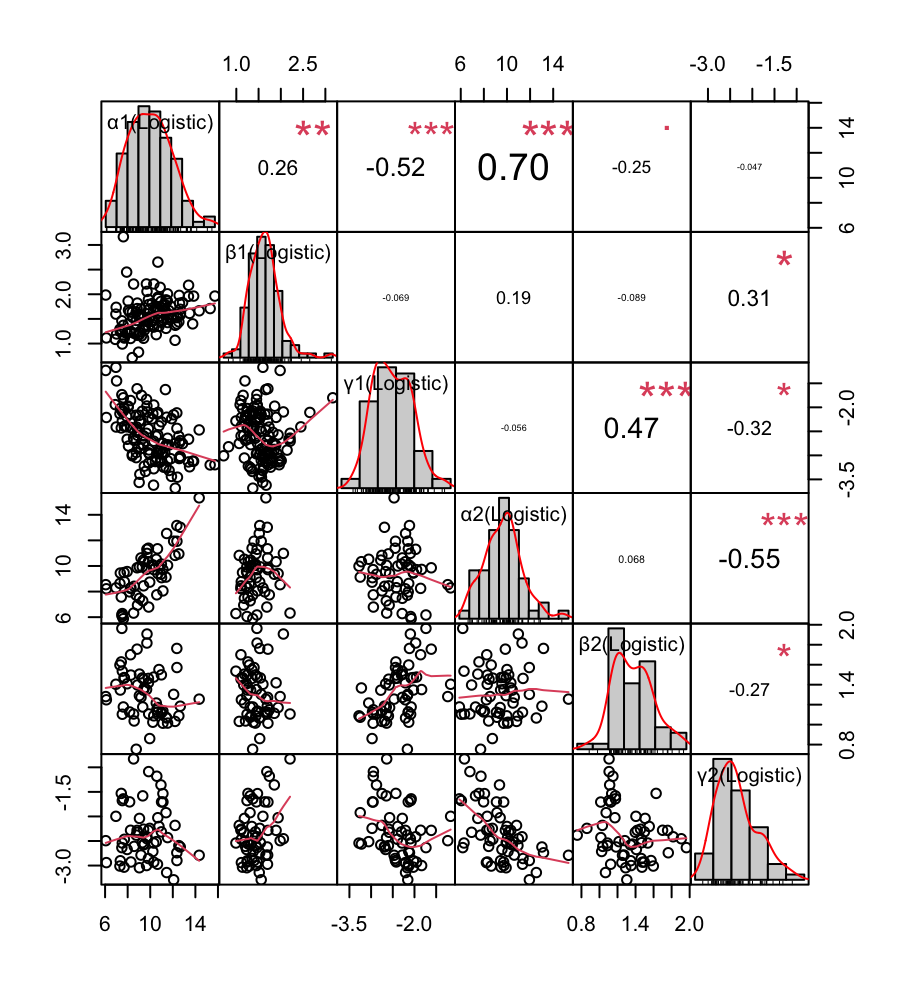 1.0 2.5 6 10 14 -3.0 -1.5
α1(Logistic) ** *** *** . 14
0.26 -0.52 0.70 -0.25 -0.047 10
6
3.0 β1(Logistic) *
2.0 -0.069 0.19 -0.089 0.31
1.0
γ1(Logistic) *** * -2.0
-0.056 0.47 -0.32
-3.5
14 α2(Logistic) ***
10 0.068 -0.55
6
β2(Logistic) * 2.0
-0.27 1.4
0.8
-1.5 γ2(Logistic)
-3.0
6 10 14 -3.5 -2.0 0.8 1.4 2.0